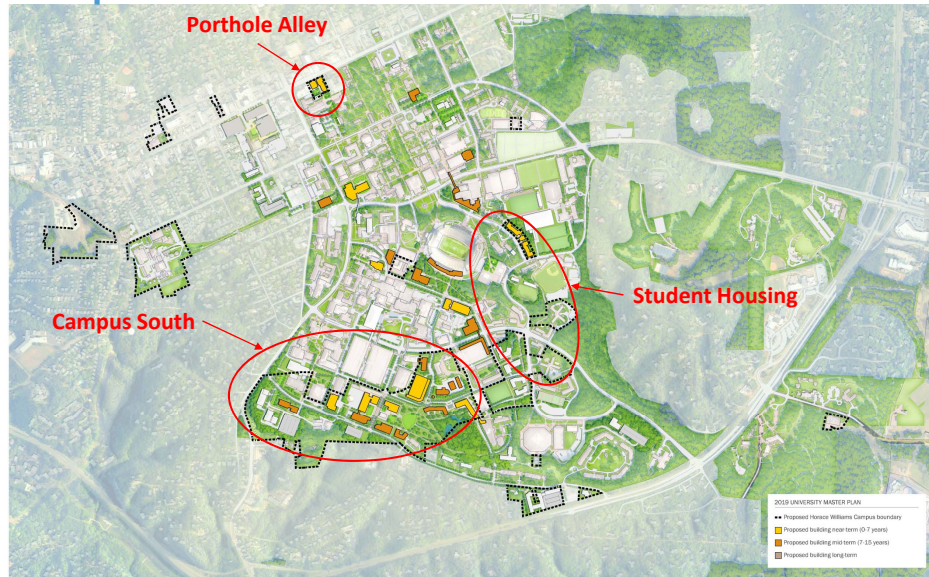 Porthole Alley
Student Housing
Campus South
2019 UNIVERSITY MASTER PLAN
Proposed Horace Williams Campus boundary
Proposed building near-term (0-7 years)
Proposed building mid-term (7-15 years)
Proposed building long-term